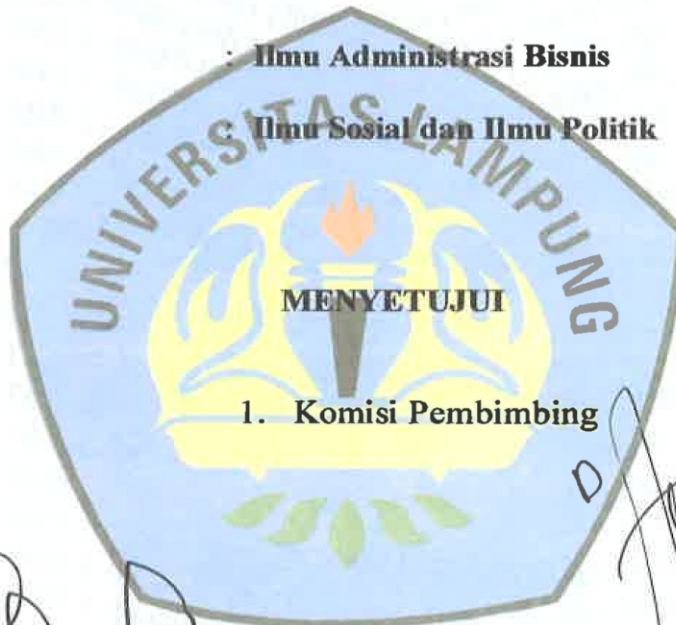 : Ilmu Administrasi Bisnis
: Ilmu Sosial dan Ilmu Politik
UNIVERSITAS LAMPUNG
MENYETUJUI
1. Komisi Pembimbing